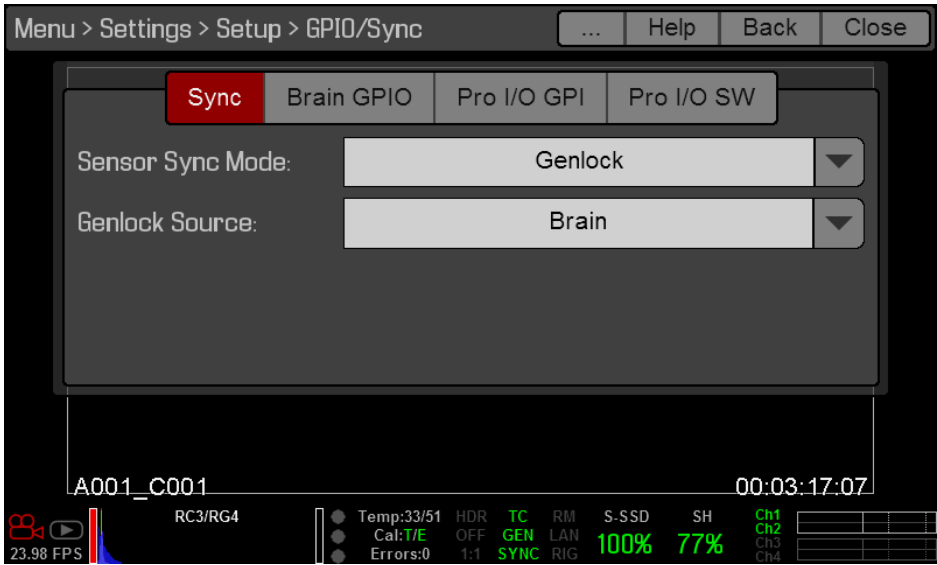 Menu > Settings > Setup > GPIO/Sync ... Help Back Close
Sync Brain GPIO Pro I/O GPI Pro I/O SW
Sensor Sync Mode: Genlock
Genlock Source: Brain
A001_C001 00:03:17:07
RC3/RG4 Temp:33/51 HDR TC RM S-SSD SH Ch1
Cal:T/E OFF GEN LAN 100% 77% Ch2
23.98 FPS Errors:0 1:1 SYNC RIG Ch3
Ch4